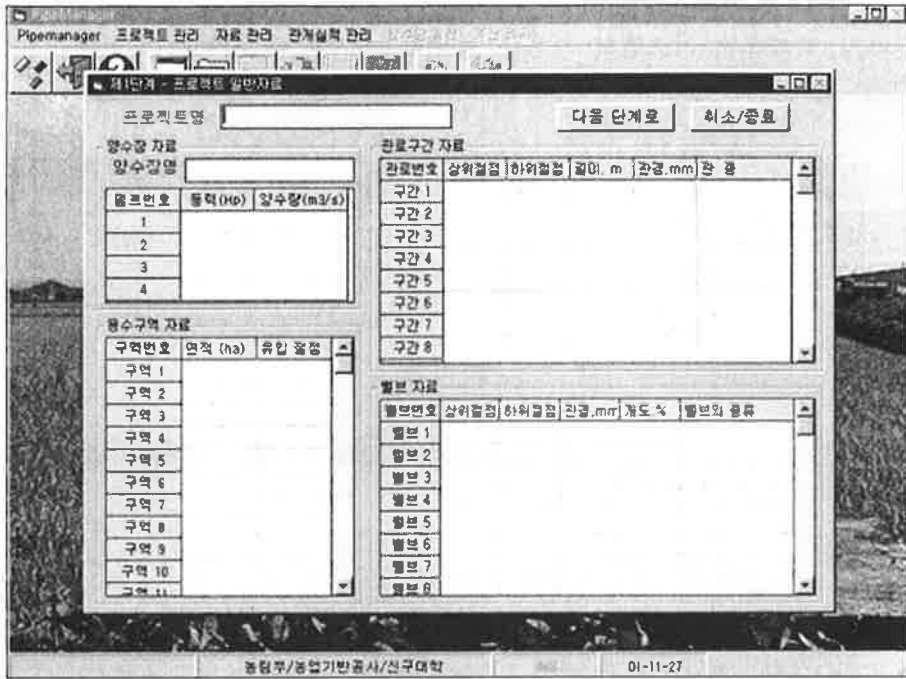 PipeManager
Pipemanager 프로젝트 관리 자료 관리 관개실적 관리
제1단계 - 프로젝트 일반자료
프로젝트명 다음 단계로 취소/종료
양수장 자료
양수장명
펌프번호 동력(Hp) 양수량(m3/s)
1
2
3
4
용수구역 자료
구역번호 면적 (ha) 유입 절점
구역 1
구역 2
구역 3
구역 4
구역 5
구역 6
구역 7
구역 8
구역 9
구역 10
구역 11
관로구간 자료
관로번호 상위절점 하위절점 길이, m 관경,mm 관 종
구간 1
구간 2
구간 3
구간 4
구간 5
구간 6
구간 7
구간 8
밸브 자료
밸브번호 상위절점 하위절점 관경,mm 개도 % 밸브의 종류
밸브 1
밸브 2
밸브 3
밸브 4
밸브 5
밸브 6
밸브 7
밸브 8
농림부/농업기반공사/신구대학 01-11-27